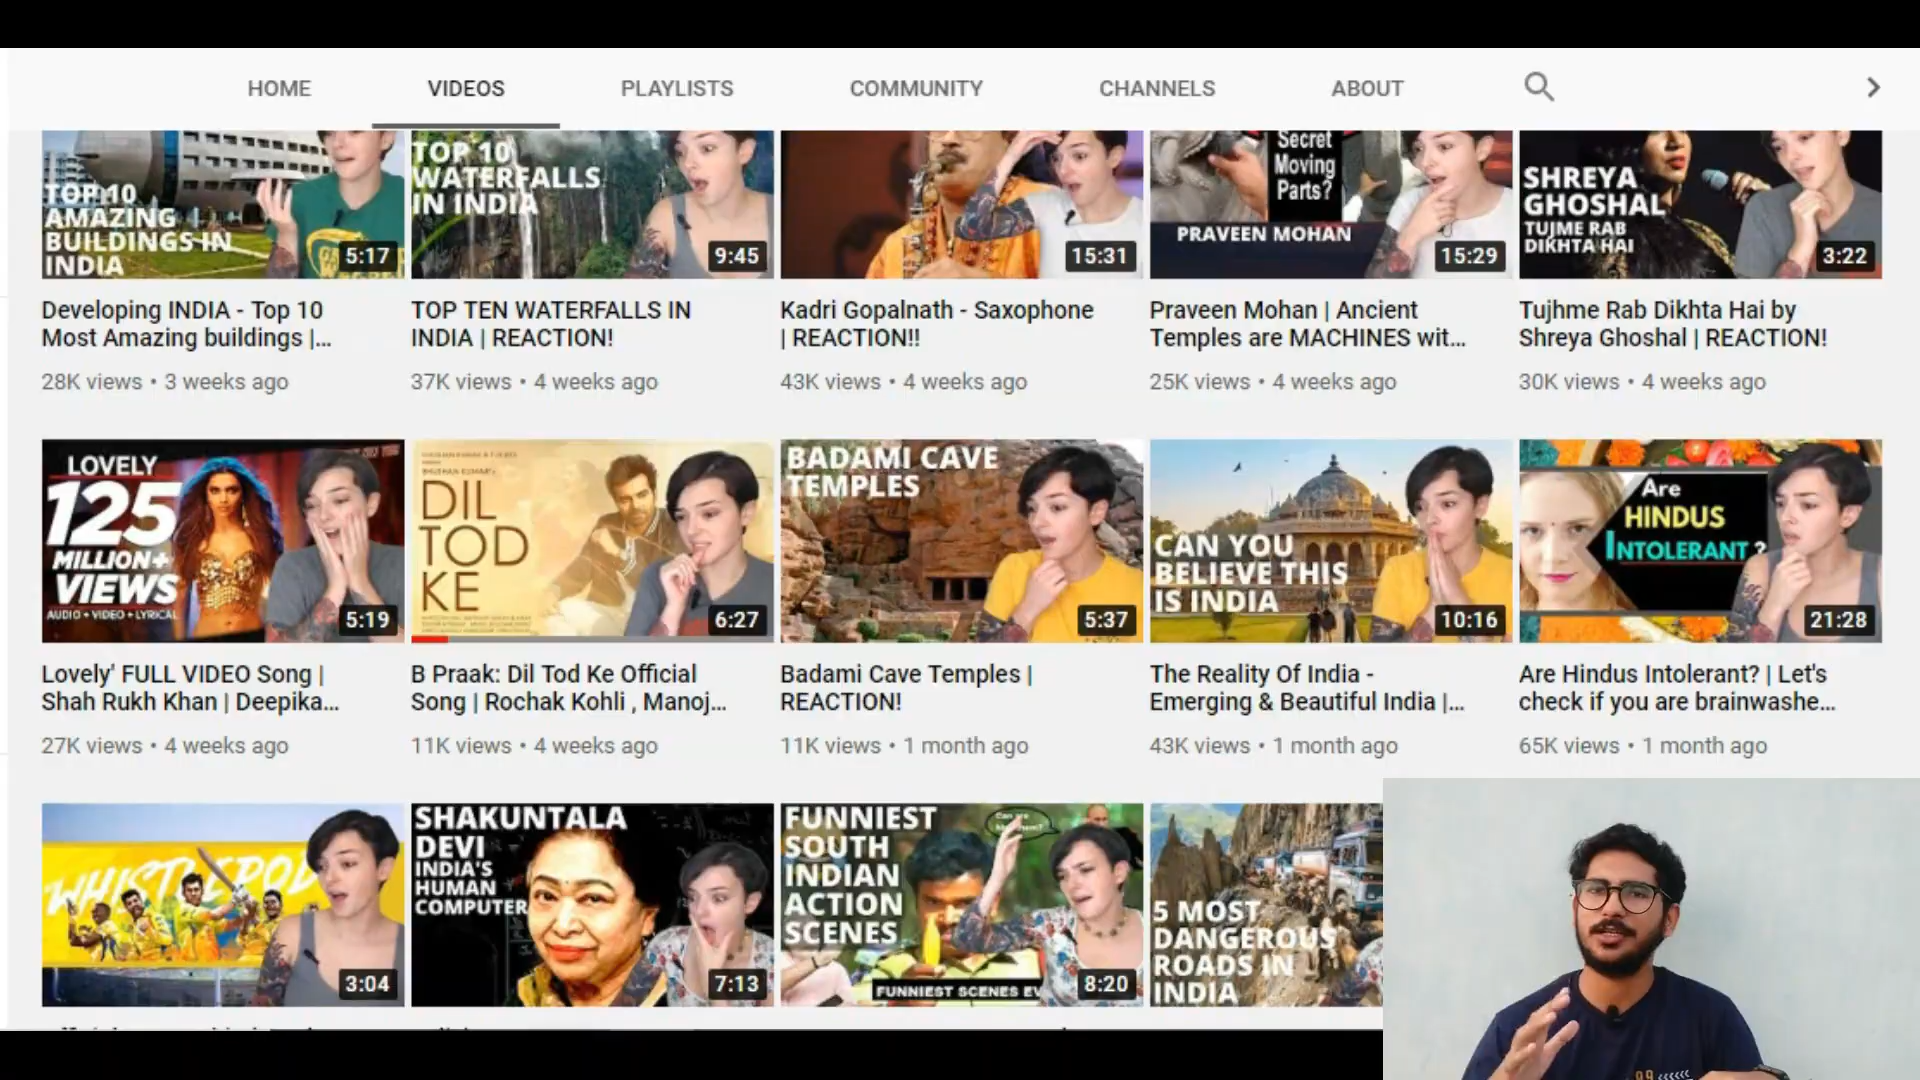 HOME VIDEOS PLAYLISTS COMMUNITY CHANNELS ABOUT
TOP 10
AMAZING
BUILDINGS IN
INDIA
5:17
TOP 10
WATERFALLS
IN INDIA
9:45
15:31
Secret
Moving
Parts?
PRAVEEN MOHAN
15:29
SHREYA
GHOSHAL
TUJME RAB
DIKHTA HAI
3:22
Developing INDIA - Top 10
Most Amazing buildings |...
28K views • 3 weeks ago
TOP TEN WATERFALLS IN
INDIA | REACTION!
37K views • 4 weeks ago
Kadri Gopalnath - Saxophone
| REACTION!!
43K views • 4 weeks ago
Praveen Mohan | Ancient
Temples are MACHINES wit...
25K views • 4 weeks ago
Tujhme Rab Dikhta Hai by
Shreya Ghoshal | REACTION!
30K views • 4 weeks ago
LOVELY
125
MILLION+
VIEWS
AUDIO • VIDEO • LYRICAL
5:19
DIL
TOD
KE
6:27
BADAMI CAVE
TEMPLES
5:37
CAN YOU
BELIEVE THIS
IS INDIA
10:16
Are
HINDUS
INTOLERANT ?
21:28
Lovely' FULL VIDEO Song |
Shah Rukh Khan | Deepika...
27K views • 4 weeks ago
B Praak: Dil Tod Ke Official
Song | Rochak Kohli , Manoj...
11K views • 4 weeks ago
Badami Cave Temples |
REACTION!
11K views • 1 month ago
The Reality Of India -
Emerging & Beautiful India |...
43K views • 1 month ago
Are Hindus Intolerant? | Let's
check if you are brainwashe...
65K views • 1 month ago
WHISTLEPOD
3:04
SHAKUNTALA
DEVI
INDIA'S
HUMAN
COMPUTER
7:13
FUNNIEST
SOUTH
INDIAN
ACTION
SCENES
FUNNIEST SCENES EV
8:20
5 MOST
DANGEROUS
ROADS IN
INDIA